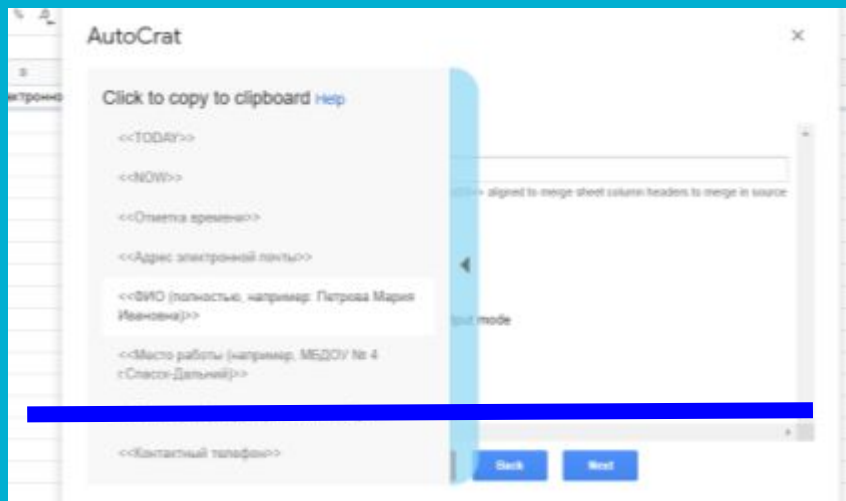 AutoCrat
×
Click to copy to clipboard Help
<<TODAY>>
<<NOW>>
<<Отметка времени>>
<<Адрес электронной почты>>
<<ФИО (полностью, например: Петрова Мария
Ивановна)>>
<<Место работы (например, МБДОУ № 4
г.Спасск-Дальний)>>
<<Контактный телефон>>
aligned to merge sheet column headers to merge in source
mode
Back
Next